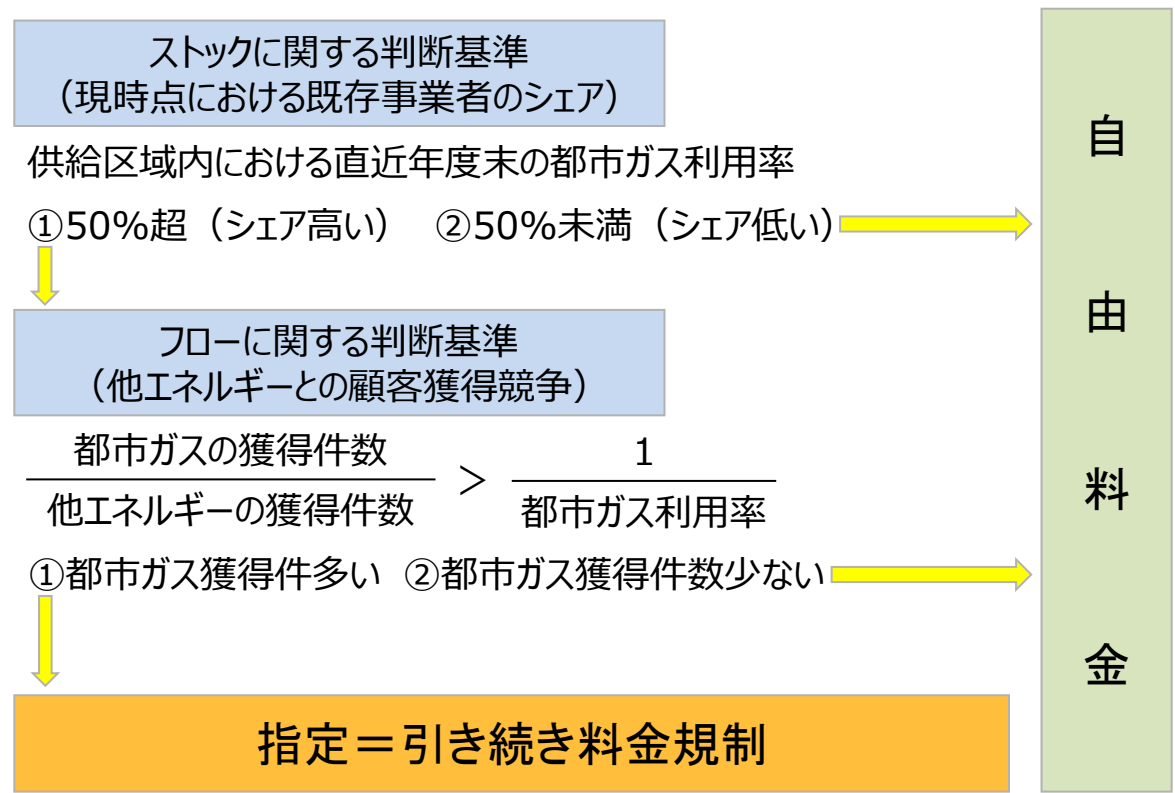 ストックに関する判断基準
(現時点における既存事業者のシェア)
供給区域内における直近年度末の都市ガス利用率
①50%超(シェア高い) ②50%未満(シェア低い)
フローに関する判断基準
(他エネルギーとの顧客獲得競争)
都市ガスの獲得件数
他エネルギーの獲得件数
>
1
都市ガス利用率
①都市ガス獲得件多い ②都市ガス獲得件数少ない
指定=引き続き料金規制
自
由
料
金